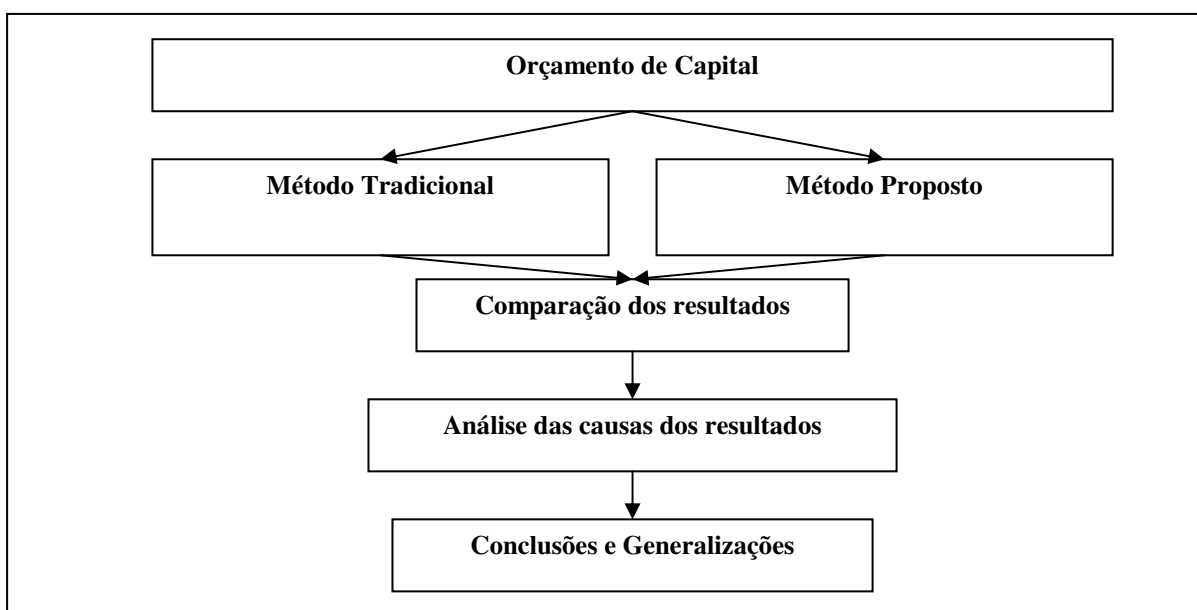 Orçamento de Capital
Método Tradicional
Método Proposto
Comparação dos resultados
Análise das causas dos resultados
Conclusões e Generalizações